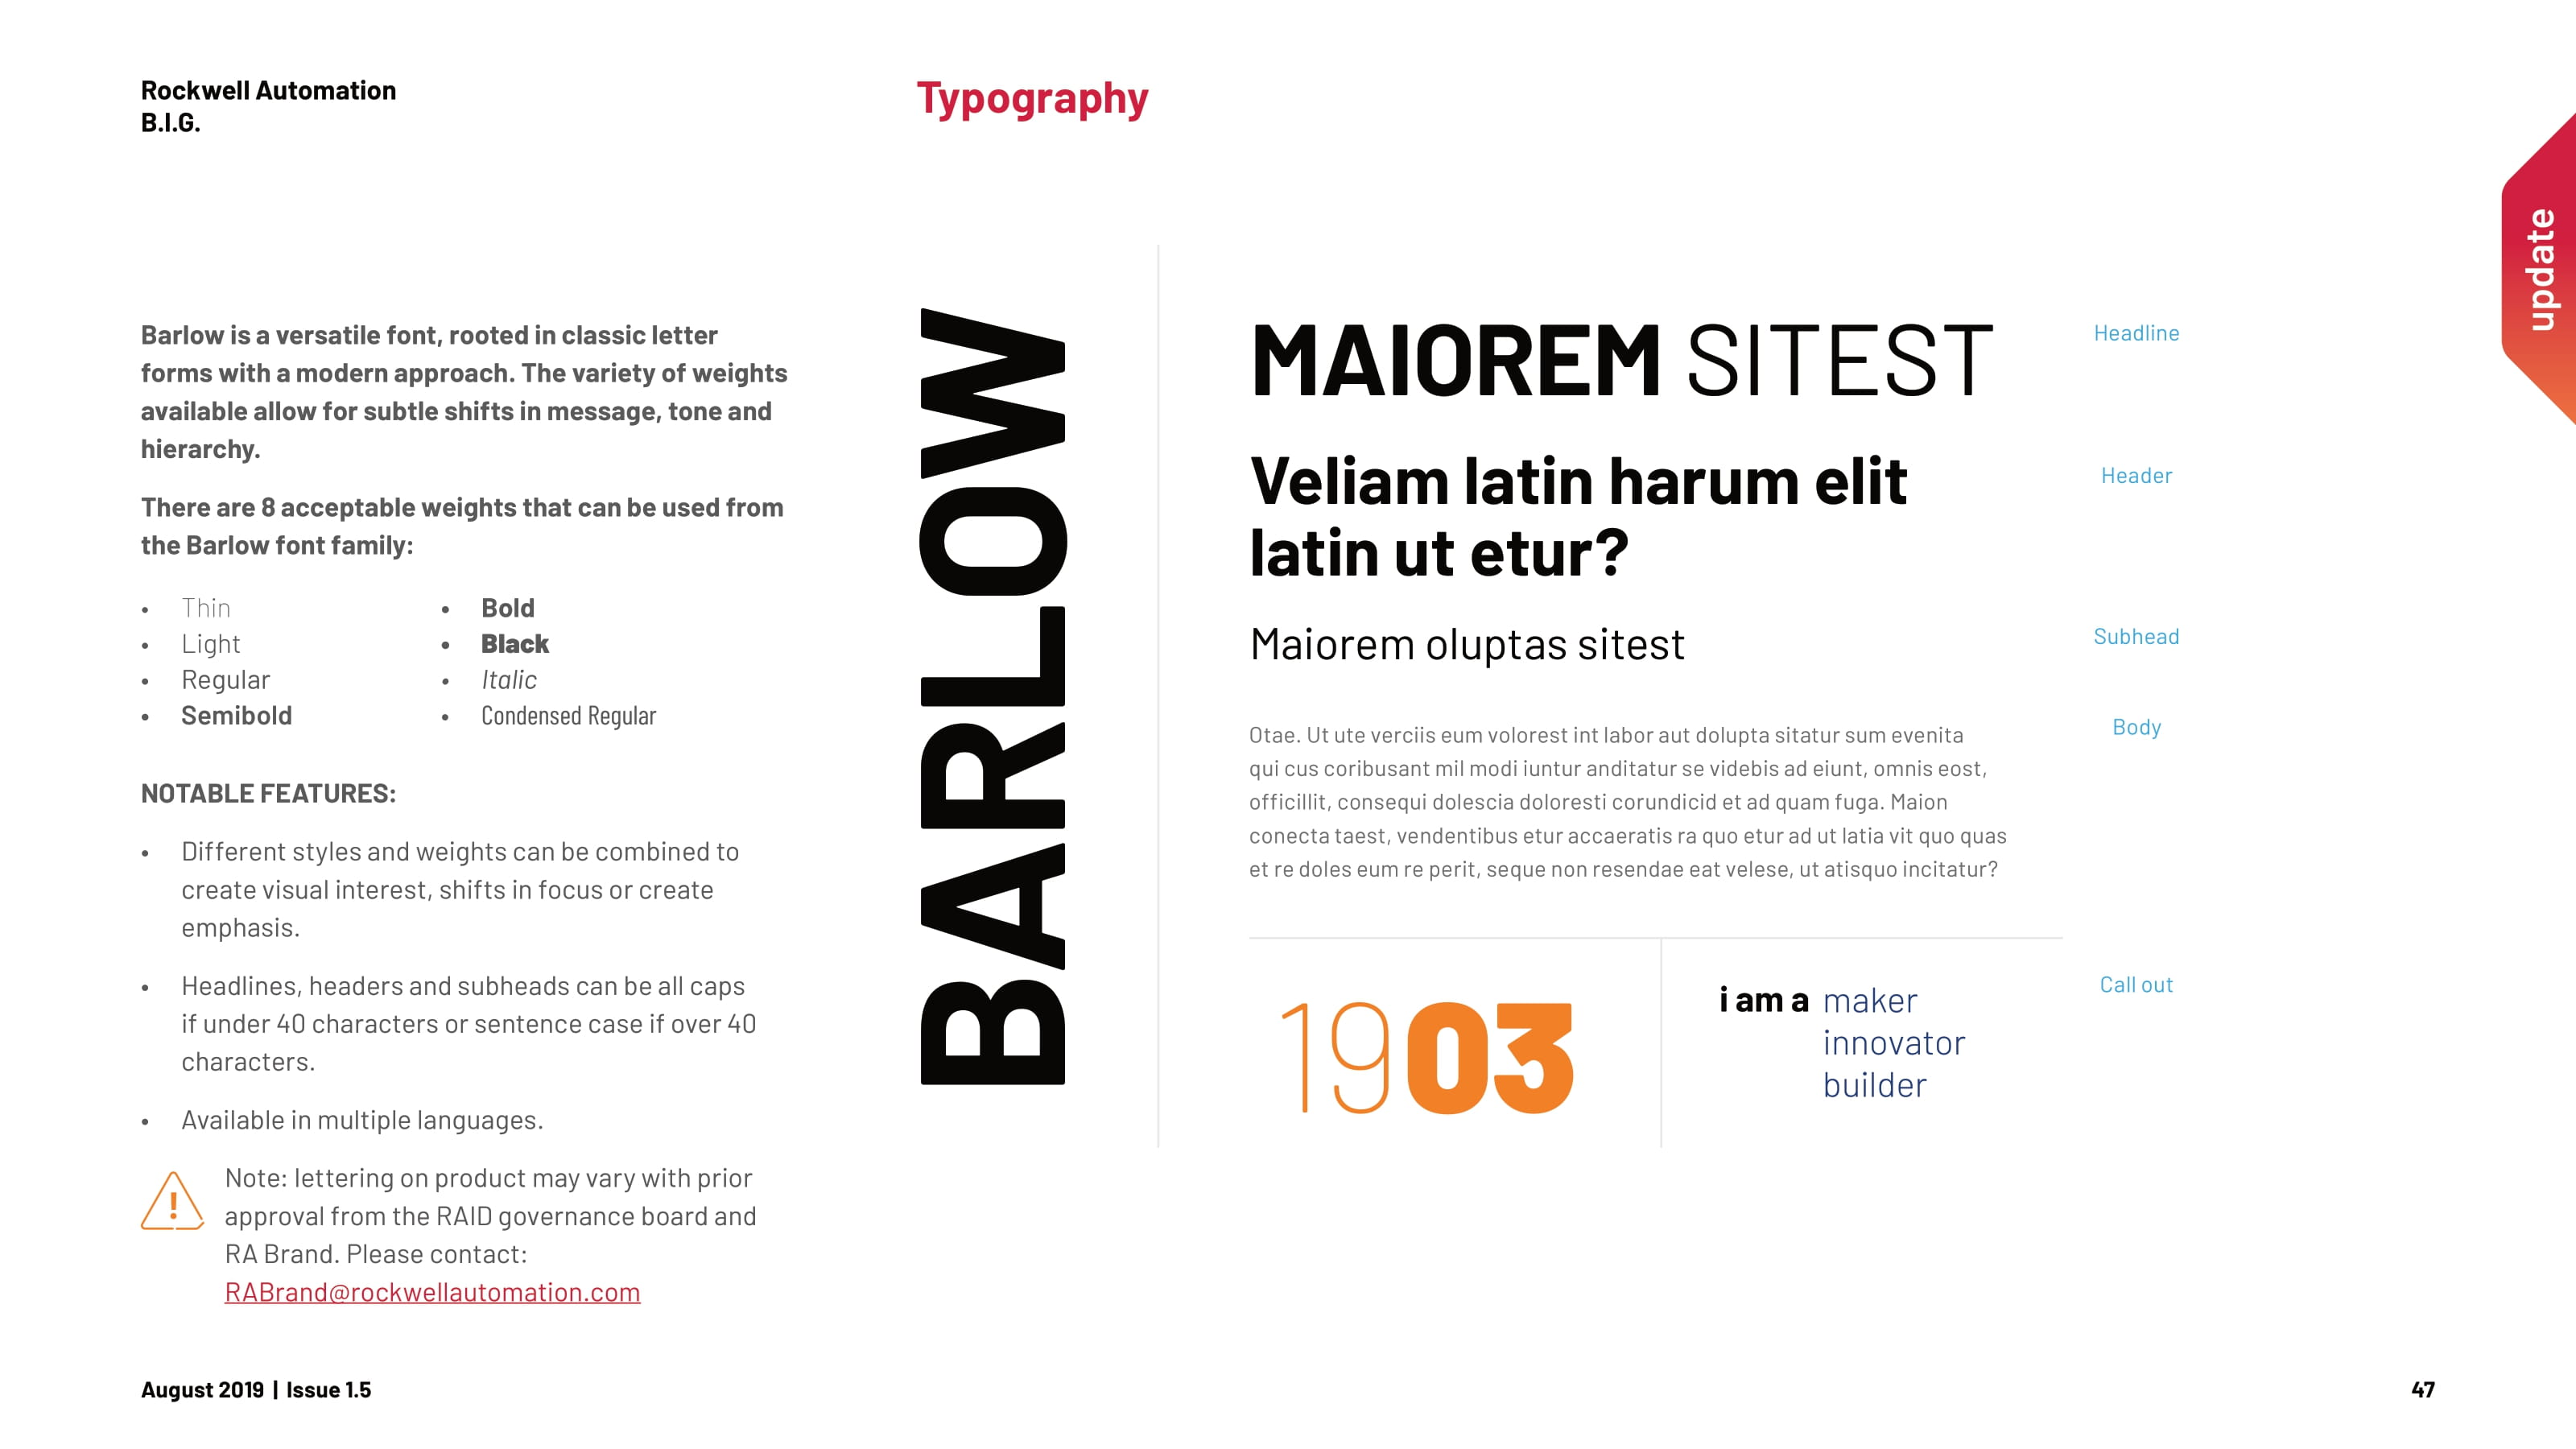 Rockwell Automation
B.I.G.
Typography
update
Barlow is a versatile font, rooted in classic letter
forms with a modern approach. The variety of weights
available allow for subtle shifts in message, tone and
hierarchy.
There are 8 acceptable weights that can be used from
the Barlow font family:
• Thin
• Light
• Regular
• Semibold
• Bold
• Black
• Italic
• Condensed Regular
NOTABLE FEATURES:
• Different styles and weights can be combined to
create visual interest, shifts in focus or create
emphasis.
• Headlines, headers and subheads can be all caps
if under 40 characters or sentence case if over 40
characters.
• Available in multiple languages.
Note: lettering on product may vary with prior
approval from the RAID governance board and
RA Brand. Please contact:
RABrand@rockwellautomation.com
BARLOW
MAIOREM SITEST
Headline
Veliam latin harum elit
latin ut etur?
Header
Maiorem oluptas sitest
Subhead
Otae. Ut ute verciis eum volorest int labor aut dolupta sitatur sum evenita
qui cus coribusant mil modi iuntur anditatur se videbis ad eiunt, omnis eost,
officillit, consequi dolescia doloresti corundicid et ad quam fuga. Maion
conecta taest, vendentibus etur accaeratis ra quo etur ad ut latia vit quo quas
et re doles eum re perit, seque non resendae eat velese, ut atisquo incitatur?
Body
1903
i am a maker
innovator
builder
Call out
August 2019 | Issue 1.5
47